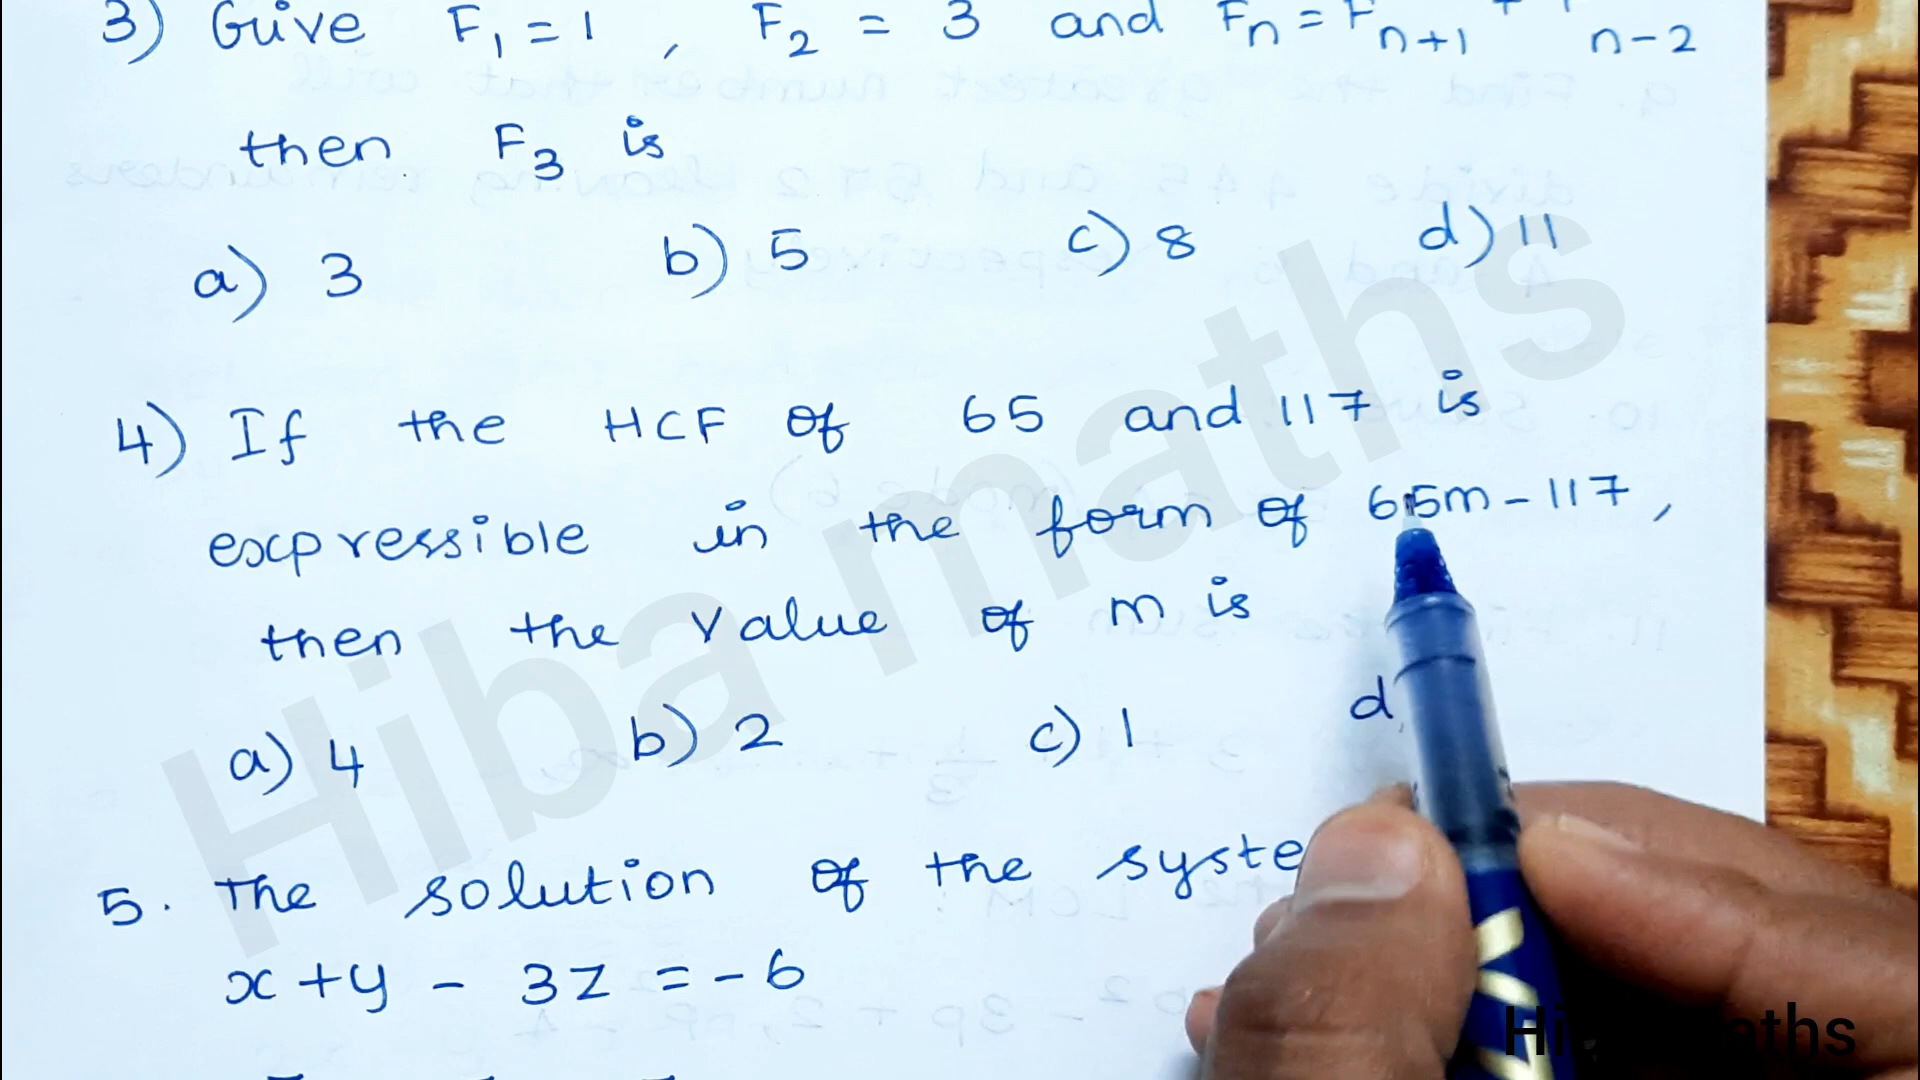 3) Give F₁ = 1 , F₂ = 3 and Fn = Fn+1 + n-2
then F₃ is
a) 3 b) 5 c) 8 d) 11
4) If the HCF of 65 and 117 is
expressible in the form of 65m - 117,
then the value of m is
a) 4 b) 2 c) 1 d
5. The solution of the syste
x + y - 3z = -6
Hiba maths